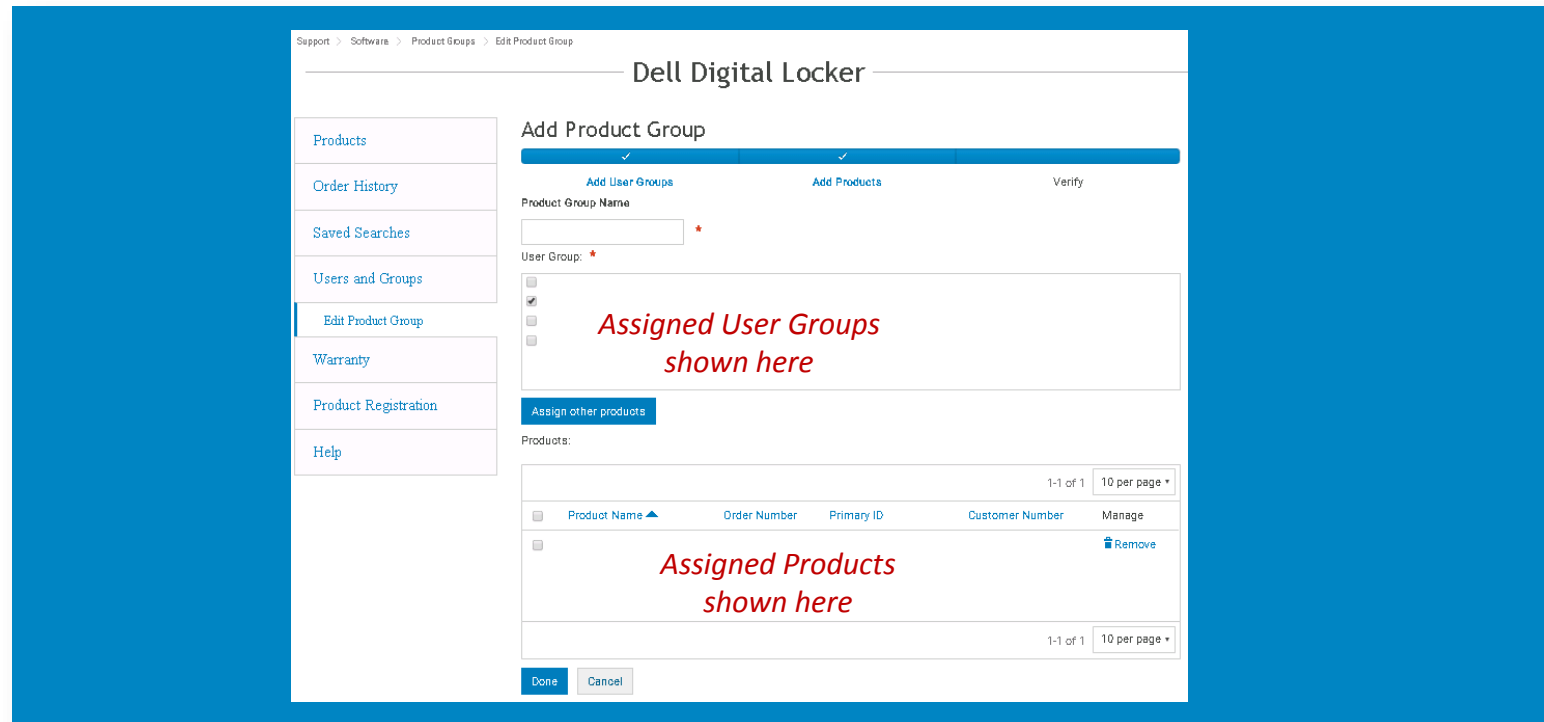 Support > Software > Product Groups > Edit Product Group
Dell Digital Locker
Products
Order History
Saved Searches
Users and Groups
Edit Product Group
Warranty
Product Registration
Help
Add Product Group
Add User Groups Add Products Verify
Product Group Name
*
User Group: *
Assigned User Groups
shown here
Assign other products
Products:
1-1 of 1 10 per page
Product Name Order Number Primary ID Customer Number Manage
Remove
Assigned Products
shown here
1-1 of 1 10 per page
Done Cancel